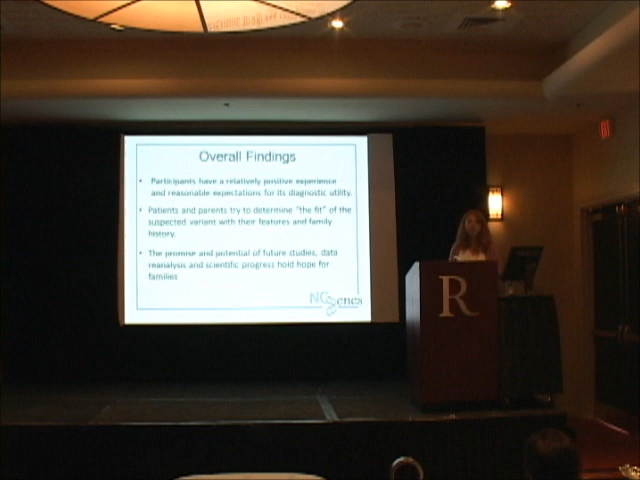 Overall Findings
• Participants have a relatively positive experience
and reasonable expectations for its diagnostic utility.
• Patients and parents try to determine "the fit" of the
suspected variant with their features and family
history.
• The promise and potential of future studies, data
reanalysis and scientific progress hold hope for
families
NCGenes
R